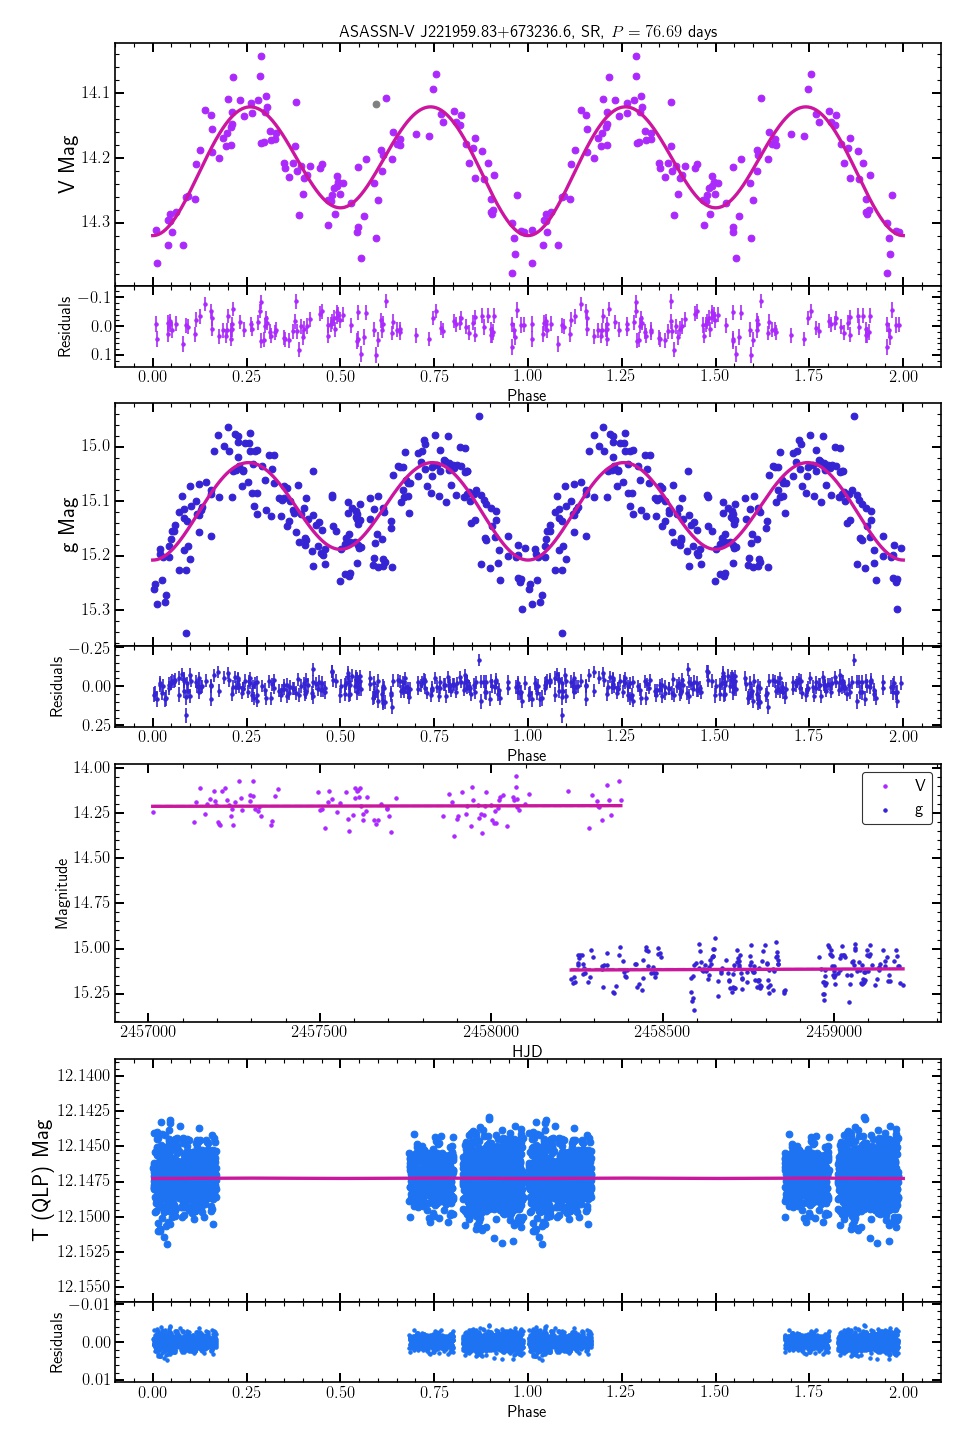 ASASSN-V J221959.83+673236.6, SR, P = 76.69 days
14.1
14.2
14.3
V Mag
−0.1
0.0
0.1
Residuals
0.00 0.25 0.50 0.75 1.00 1.25 1.50 1.75 2.00
Phase
15.0
15.1
15.2
15.3
g Mag
−0.25
0.00
0.25
Residuals
0.00 0.25 0.50 0.75 1.00 1.25 1.50 1.75 2.00
Phase
14.00
14.25
14.50
14.75
15.00
15.25
Magnitude
V
g
2457000 2457500 2458000 2458500 2459000
HJD
12.1400
12.1425
12.1450
12.1475
12.1500
12.1525
12.1550
T (QLP) Mag
−0.01
0.00
0.01
Residuals
0.00 0.25 0.50 0.75 1.00 1.25 1.50 1.75 2.00
Phase